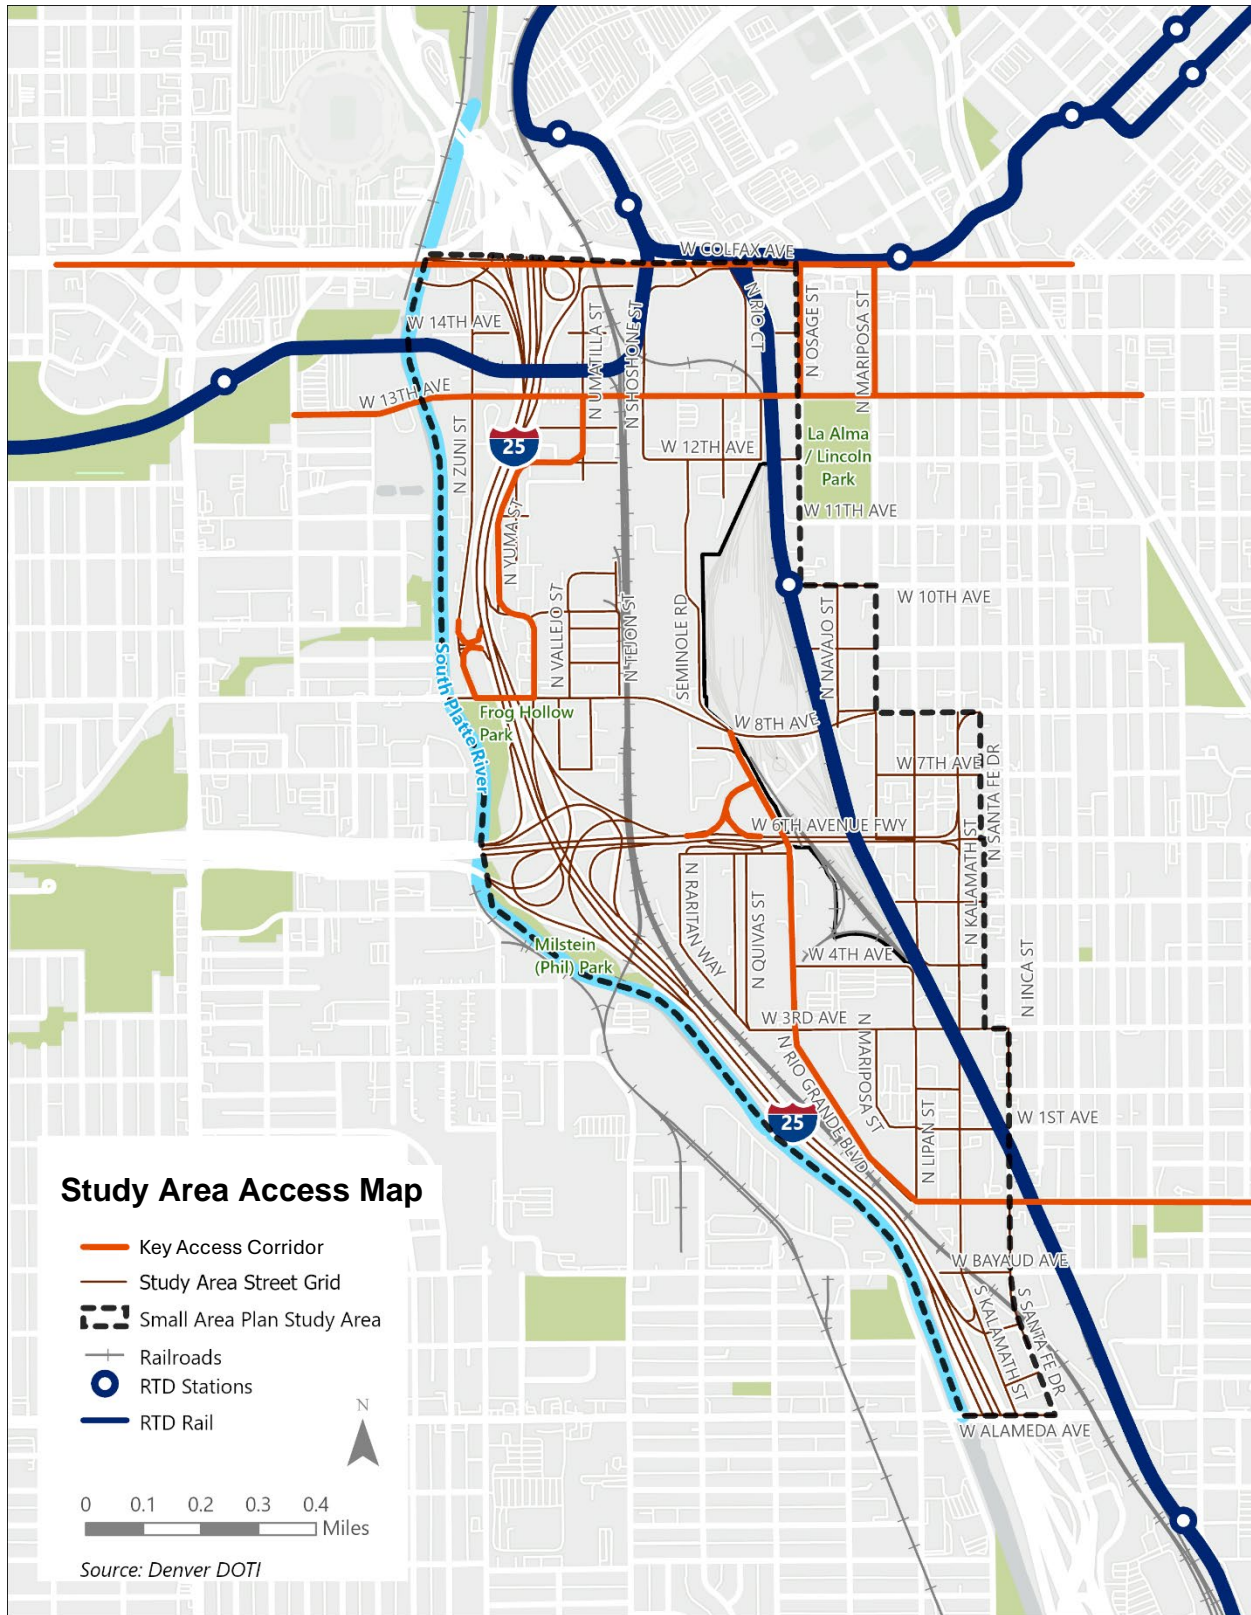 W COLFAX AVE
N RIO CT
N OSAGE ST
N MARIPOSA ST
W 14TH AVE
N UMATILLA ST
N SHOSHONE ST
W 13TH AVE
N ZUNI ST
25
W 12TH AVE
La Alma
/ Lincoln
Park
W 11TH AVE
N YUMA ST
N VALLEJO ST
N TEJON ST
SEMINOLE RD
N NAVAJO ST
W 10TH AVE
South Platte River
Frog Hollow
Park
W 8TH AVE
W 7TH AVE
N SANTA FE DR
W 6TH AVENUE FWY
N KALAMATH ST
N RARITAN WAY
N QUIVAS ST
Milstein
(Phil) Park
W 4TH AVE
N INCA ST
W 3RD AVE
N MARIPOSA ST
N RIO GRANDE BLVD
25
N LIPAN ST
W 1ST AVE
W BAYAUD AVE
S KALAMATH ST
S SANTA FE DR
W ALAMEDA AVE
Study Area Access Map
Key Access Corridor
Study Area Street Grid
Small Area Plan Study Area
Railroads
RTD Stations
RTD Rail
N
0 0.1 0.2 0.3 0.4
Miles
Source: Denver DOTI